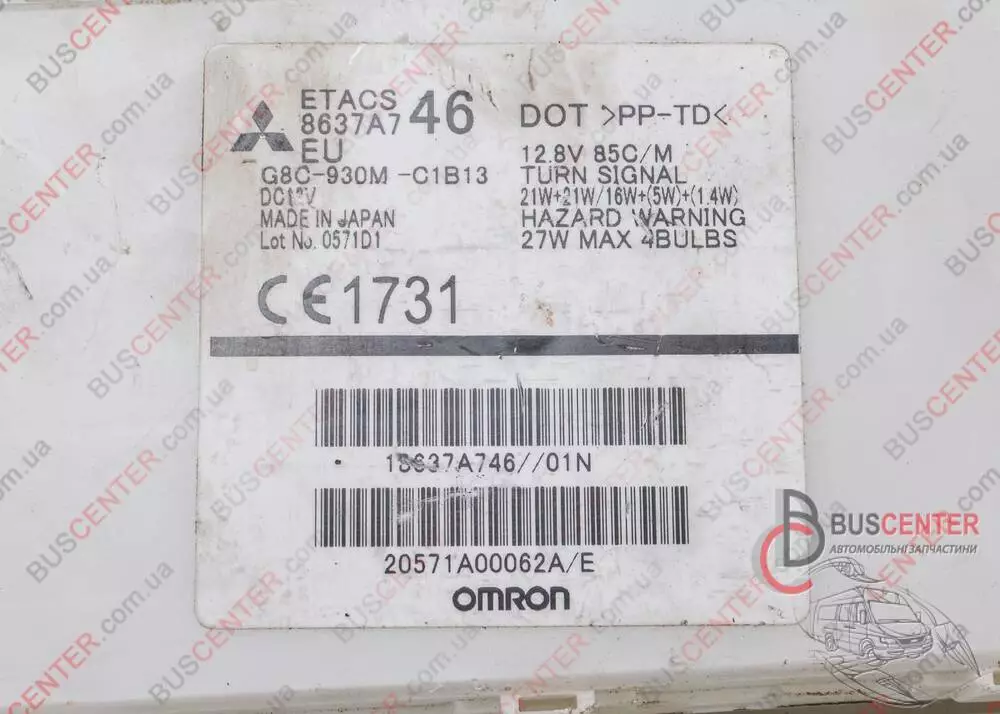 ETACS
8637A7 46
EU
G8C-930M -C1B13
DC12V
MADE IN JAPAN
Lot No. 0571D1
DOT >PP-TD<
12.8V 85C/M
TURN SIGNAL
21W+21W/16W+(5W)+(1.4W)
HAZARD WARNING
27W MAX 4BULBS
CE1731
18637A746//01N
20571A00062A/E
OMRON
BUSCENTER
АВТОМОБІЛЬНІ ЗАПЧАСТИНИ
BUSCENTER.com.ua